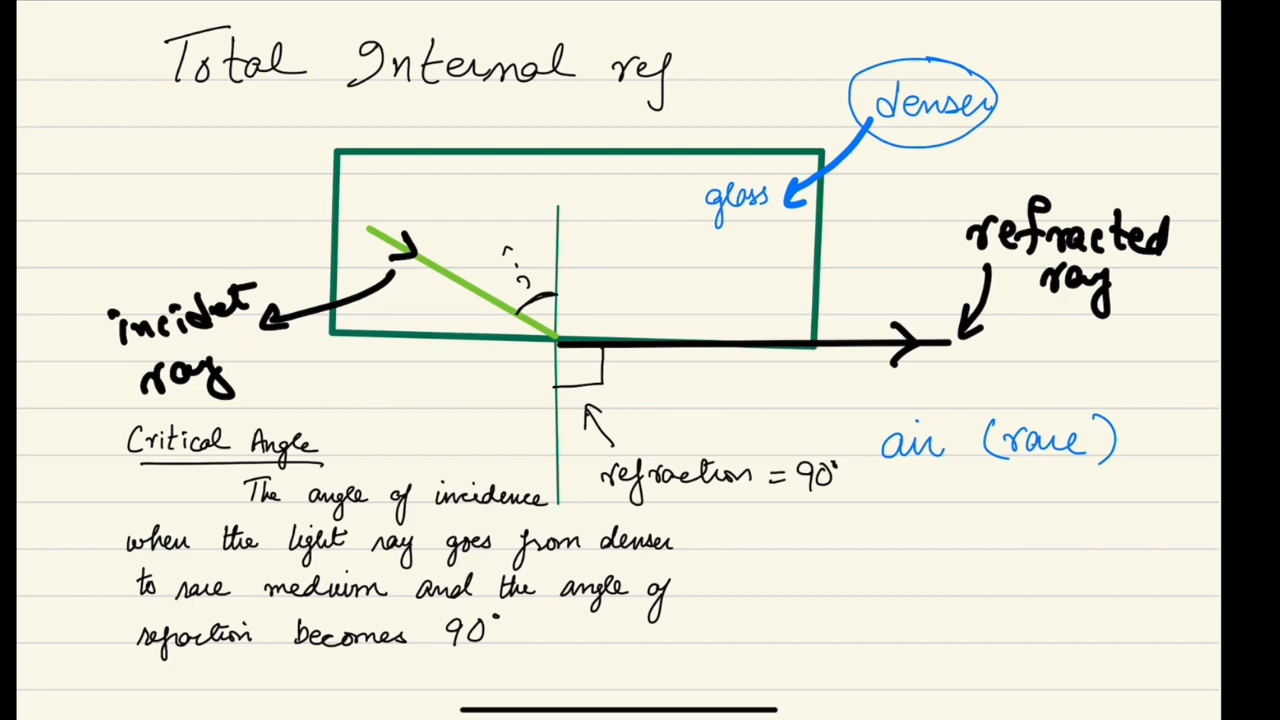 Total Internal ref
denser
glass
refracted
ray
i
incidet
ray
Critical Angle
air (rare)
refraction = 90°
The angle of incidence
when the light ray goes from denser
to rare medium and the angle of
refraction becomes 90°